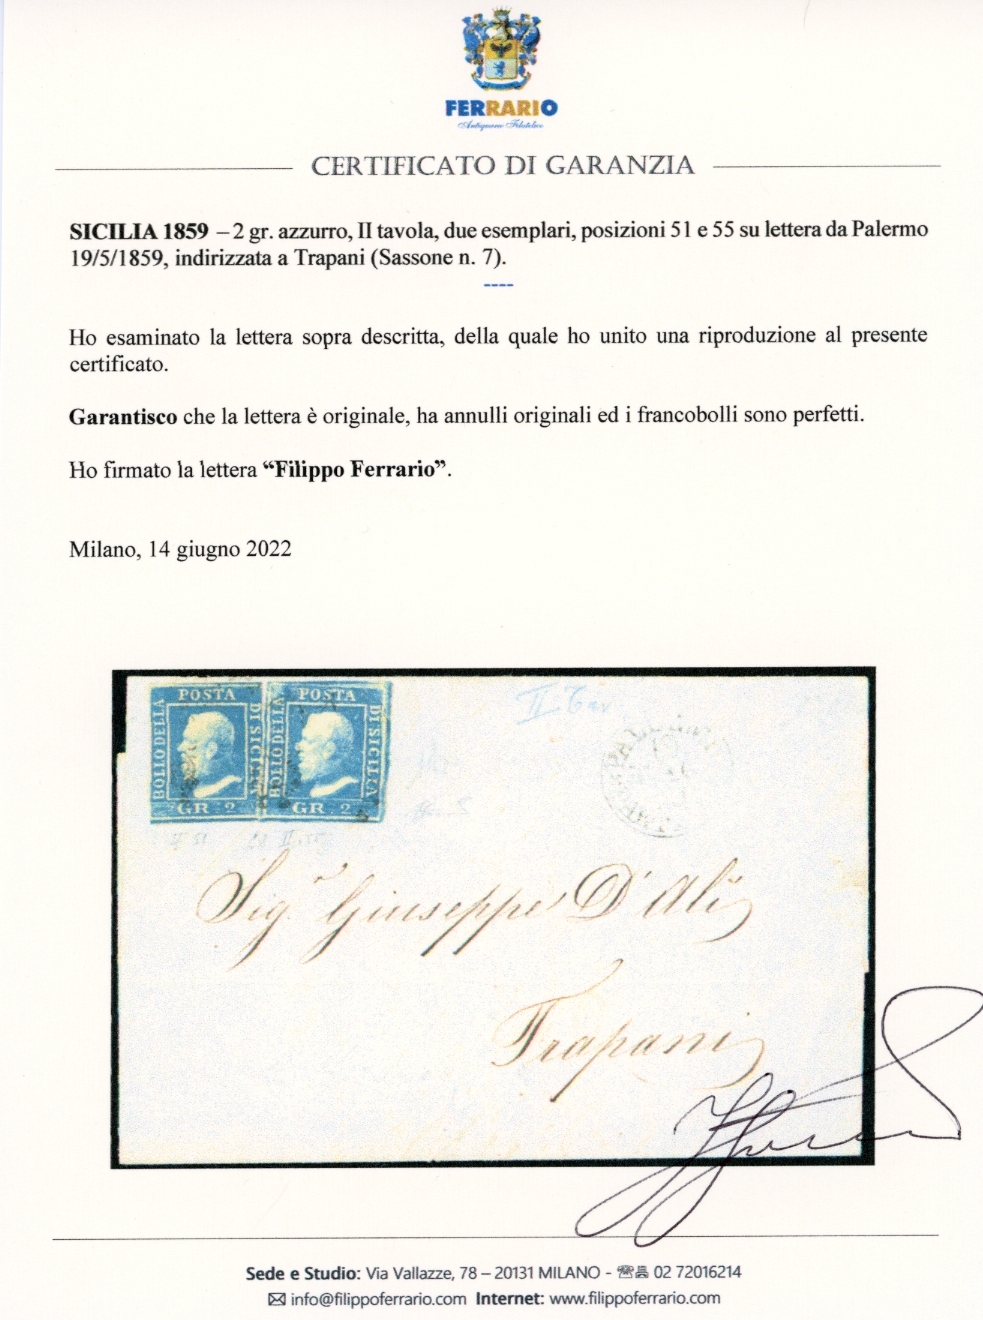 FERRARIO
Antiquario Filatelico
CERTIFICATO DI GARANZIA
SICILIA 1859 – 2 gr. azzurro, II tavola, due esemplari, posizioni 51 e 55 su lettera da Palermo
19/5/1859, indirizzata a Trapani (Sassone n. 7).
----
Ho esaminato la lettera sopra descritta, della quale ho unito una riproduzione al presente
certificato.
Garantisco che la lettera è originale, ha annulli originali ed i francobolli sono perfetti.
Ho firmato la lettera “Filippo Ferrario”.
Milano, 14 giugno 2022
POSTA POSTA
BOLLO DELLA DI SICILIA BOLLO DELLA DI SICILIA
GR. 2 GR. 2
II Tav
PALERMO
Sig.r Giuseppe D'Alì
Trapani
Sede e Studio: Via Vallazze, 78 – 20131 MILANO - 02 72016214
info@filippoferrario.com Internet: www.filippoferrario.com